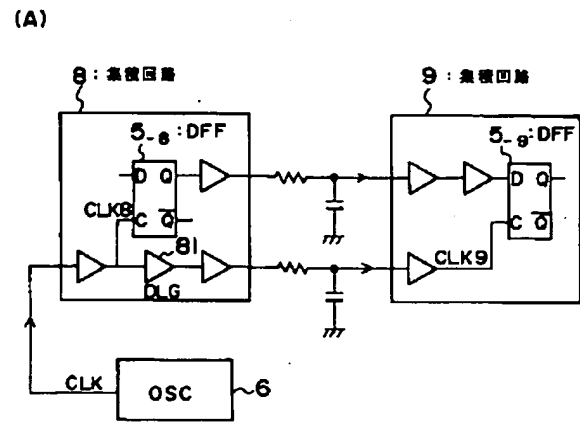 (A)
8:集積回路
9:集積回路
5-8:DFF
5-9:DFF
D Q
D Q
CLK8
C Q
C Q
81
CLK9
DLG
CLK
OSC
6